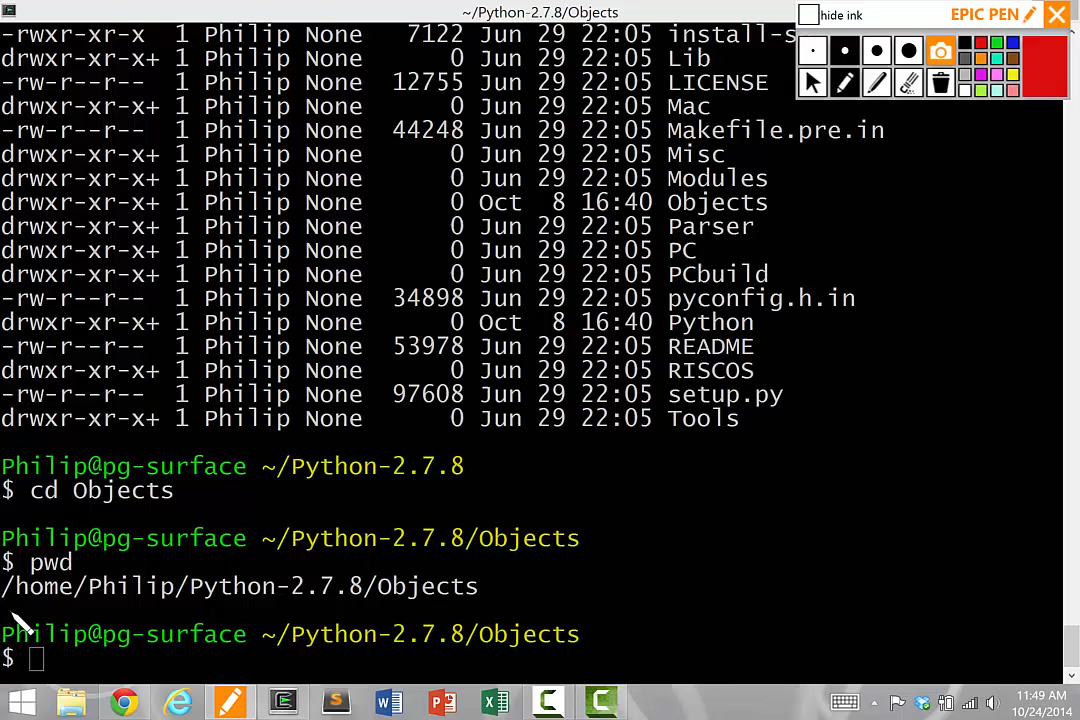 ~/Python-2.7.8/Objects
hide ink
EPIC PEN
-rwxr-xr-x 1 Philip None 7122 Jun 29 22:05 install-s
drwxr-xr-x+ 1 Philip None 0 Jun 29 22:05 Lib
-rw-r--r-- 1 Philip None 12755 Jun 29 22:05 LICENSE
drwxr-xr-x+ 1 Philip None 0 Jun 29 22:05 Mac
-rw-r--r-- 1 Philip None 44248 Jun 29 22:05 Makefile.pre.in
drwxr-xr-x+ 1 Philip None 0 Jun 29 22:05 Misc
drwxr-xr-x+ 1 Philip None 0 Jun 29 22:05 Modules
drwxr-xr-x+ 1 Philip None 0 Oct 8 16:40 Objects
drwxr-xr-x+ 1 Philip None 0 Jun 29 22:05 Parser
drwxr-xr-x+ 1 Philip None 0 Jun 29 22:05 PC
drwxr-xr-x+ 1 Philip None 0 Jun 29 22:05 PCbuild
-rw-r--r-- 1 Philip None 34898 Jun 29 22:05 pyconfig.h.in
drwxr-xr-x+ 1 Philip None 0 Oct 8 16:40 Python
-rw-r--r-- 1 Philip None 53978 Jun 29 22:05 README
drwxr-xr-x+ 1 Philip None 0 Jun 29 22:05 RISCOS
-rw-r--r-- 1 Philip None 97608 Jun 29 22:05 setup.py
drwxr-xr-x+ 1 Philip None 0 Jun 29 22:05 Tools
Philip@pg-surface ~/Python-2.7.8
$ cd Objects
Philip@pg-surface ~/Python-2.7.8/Objects
$ pwd
/home/Philip/Python-2.7.8/Objects
Philip@pg-surface ~/Python-2.7.8/Objects
$
11:49 AM
10/24/2014